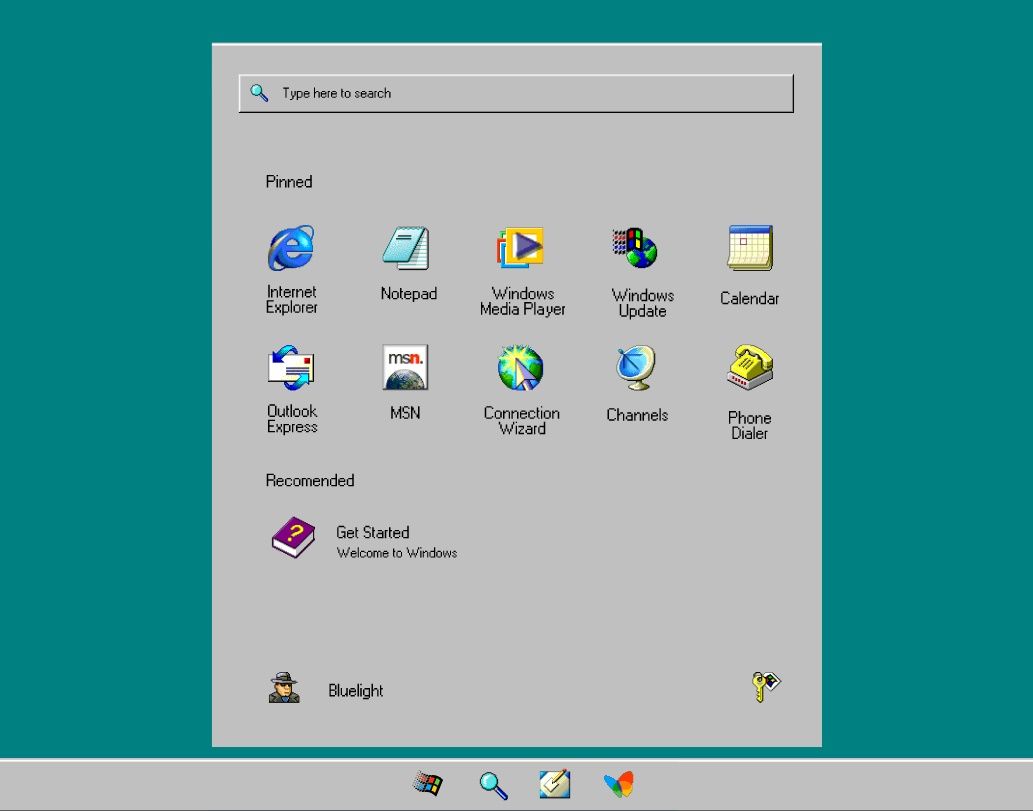 Type here to search
Pinned
Internet
Explorer
Notepad
Windows
Media Player
Windows
Update
Calendar
Outlook
Express
msn.
MSN
Connection
Wizard
Channels
Phone
Dialer
Recomended
Get Started
Welcome to Windows
Bluelight